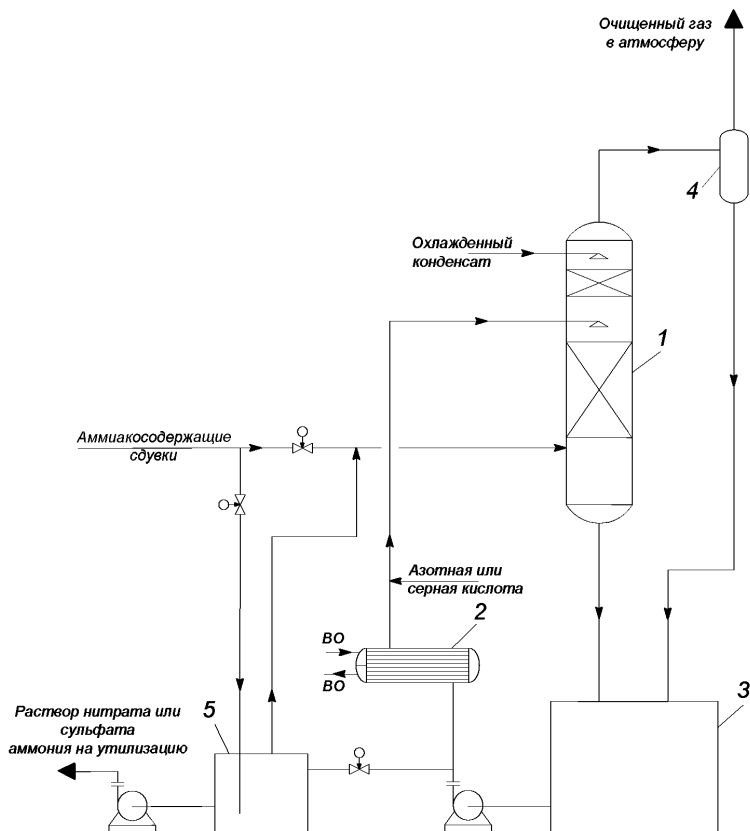 Очищенный газ
в атмосферу
4
Охлажденный
конденсат
1
Аммиакосодержащие
сдувки
Азотная или
серная кислота
2
ВО
ВО
3
Раствор нитрата или
сульфата
аммония на утилизацию
5